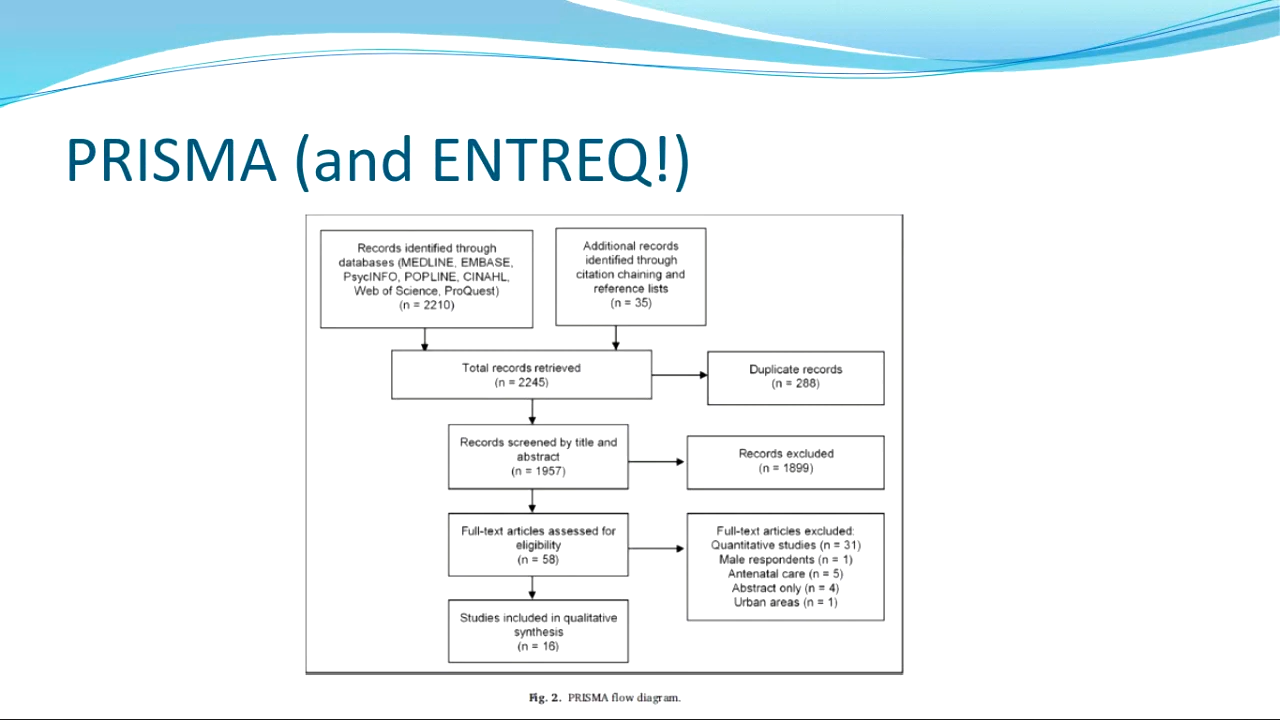 PRISMA (and ENTREQ!)
Records identified through
databases (MEDLINE, EMBASE,
PsycINFO, POPLINE, CINAHL,
Web of Science, ProQuest)
(n = 2210)
Additional records
identified through
citation chaining and
reference lists
(n = 35)
Total records retrieved
(n = 2245)
Duplicate records
(n = 288)
Records screened by title and
abstract
(n = 1957)
Records excluded
(n = 1899)
Full-text articles assessed for
eligibility
(n = 58)
Full-text articles excluded:
Quantitative studies (n = 31)
Male respondents (n = 1)
Antenatal care (n = 5)
Abstract only (n = 4)
Urban areas (n = 1)
Studies included in qualitative
synthesis
(n = 16)
Fig. 2. PRISMA flow diagram.